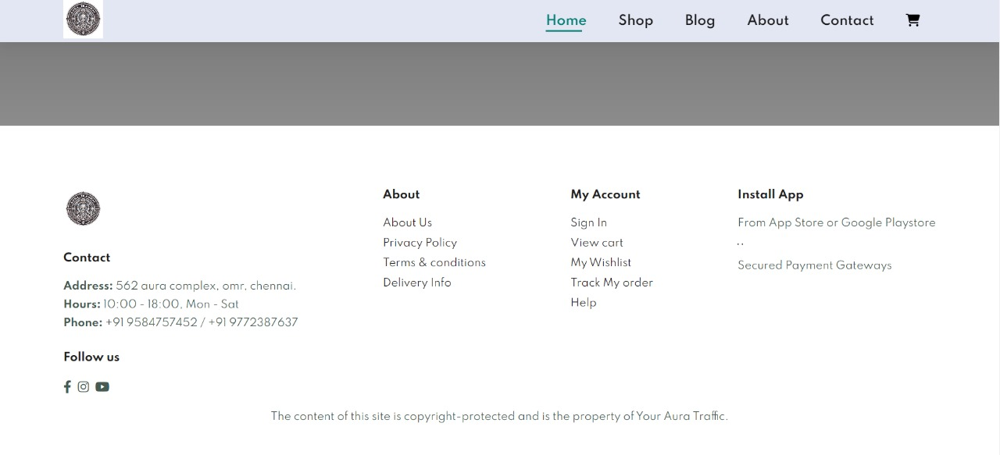 Home Shop Blog About Contact
Contact
Address: 562 aura complex, omr, chennai.
Hours: 10:00 - 18:00, Mon - Sat
Phone: +91 9584757452 / +91 9772387637
Follow us
About
About Us
Privacy Policy
Terms & conditions
Delivery Info
My Account
Sign In
View cart
My Wishlist
Track My order
Help
Install App
From App Store or Google Playstore
Secured Payment Gateways
The content of this site is copyright-protected and is the property of Your Aura Traffic.